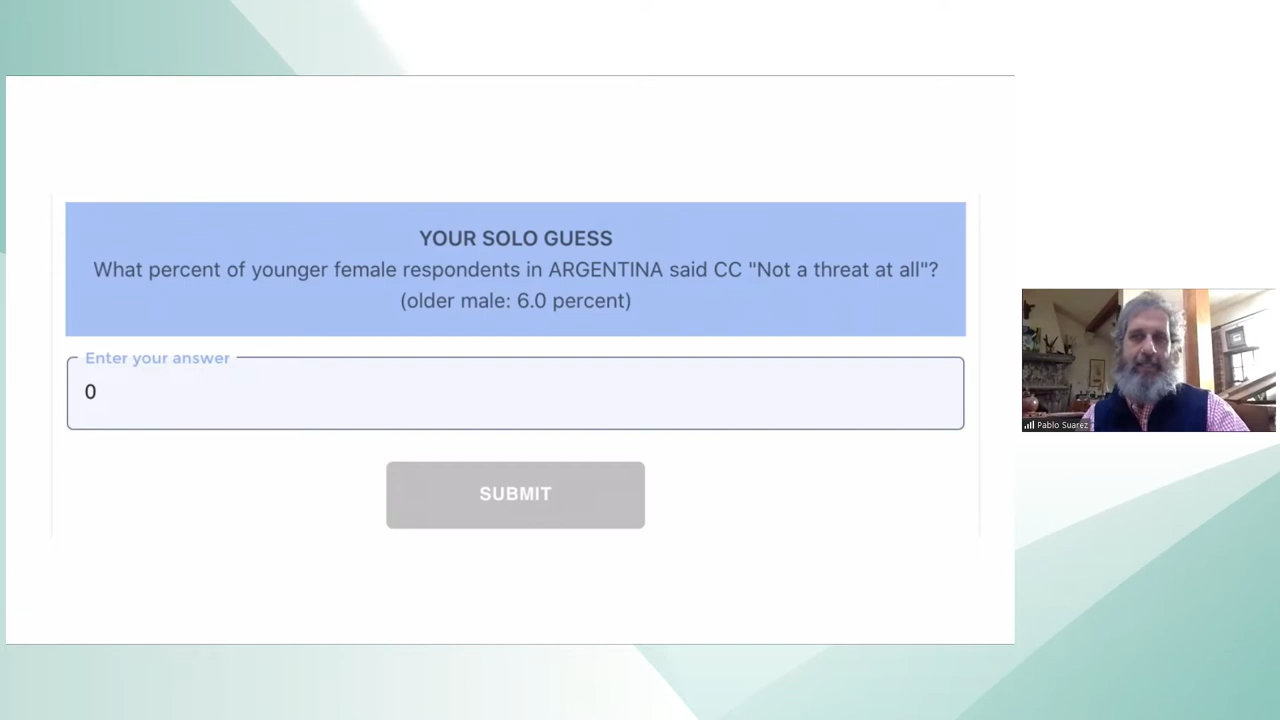 YOUR SOLO GUESS
What percent of younger female respondents in ARGENTINA said CC "Not a threat at all"?
(older male: 6.0 percent)
Enter your answer
0
SUBMIT
Pablo Suarez